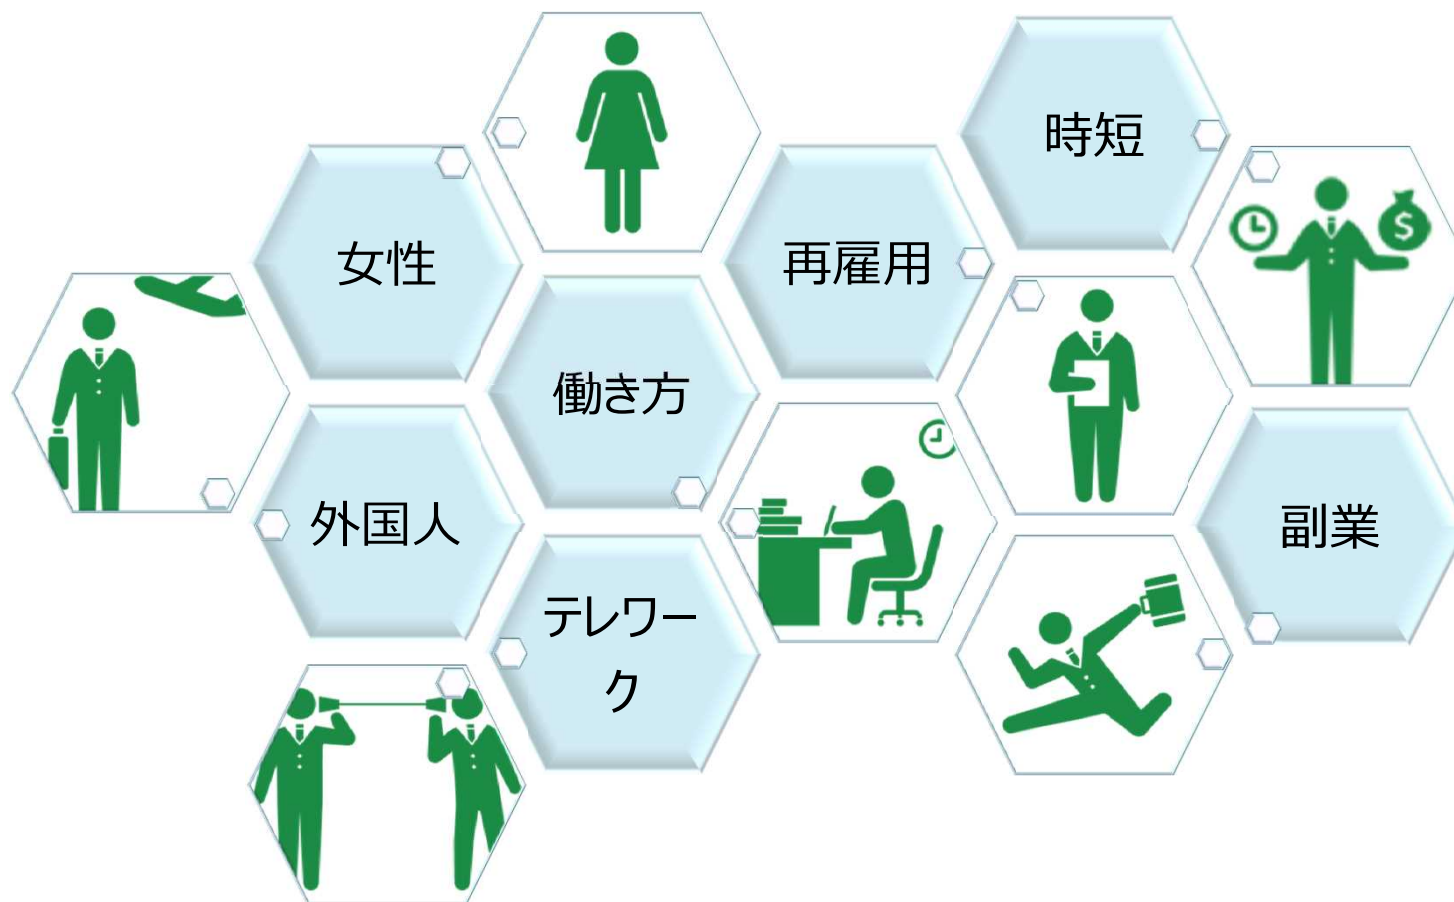 時短
女性
再雇用
働き方
外国人
副業
テレワー
ク
$